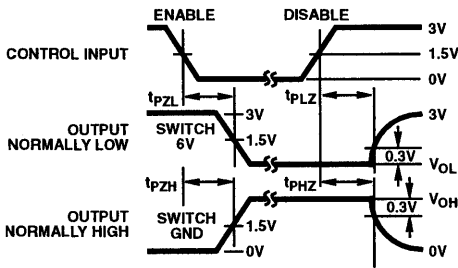 ENABLE DISABLE
CONTROL INPUT
3V
1.5V
0V
tPZL tPLZ
OUTPUT
NORMALLY LOW
SWITCH
6V
3V
1.5V
3V
0.3V
VOL
tPZH tPHZ
OUTPUT
NORMALLY HIGH
SWITCH
GND
1.5V
0V
VOH
0.3V
0V